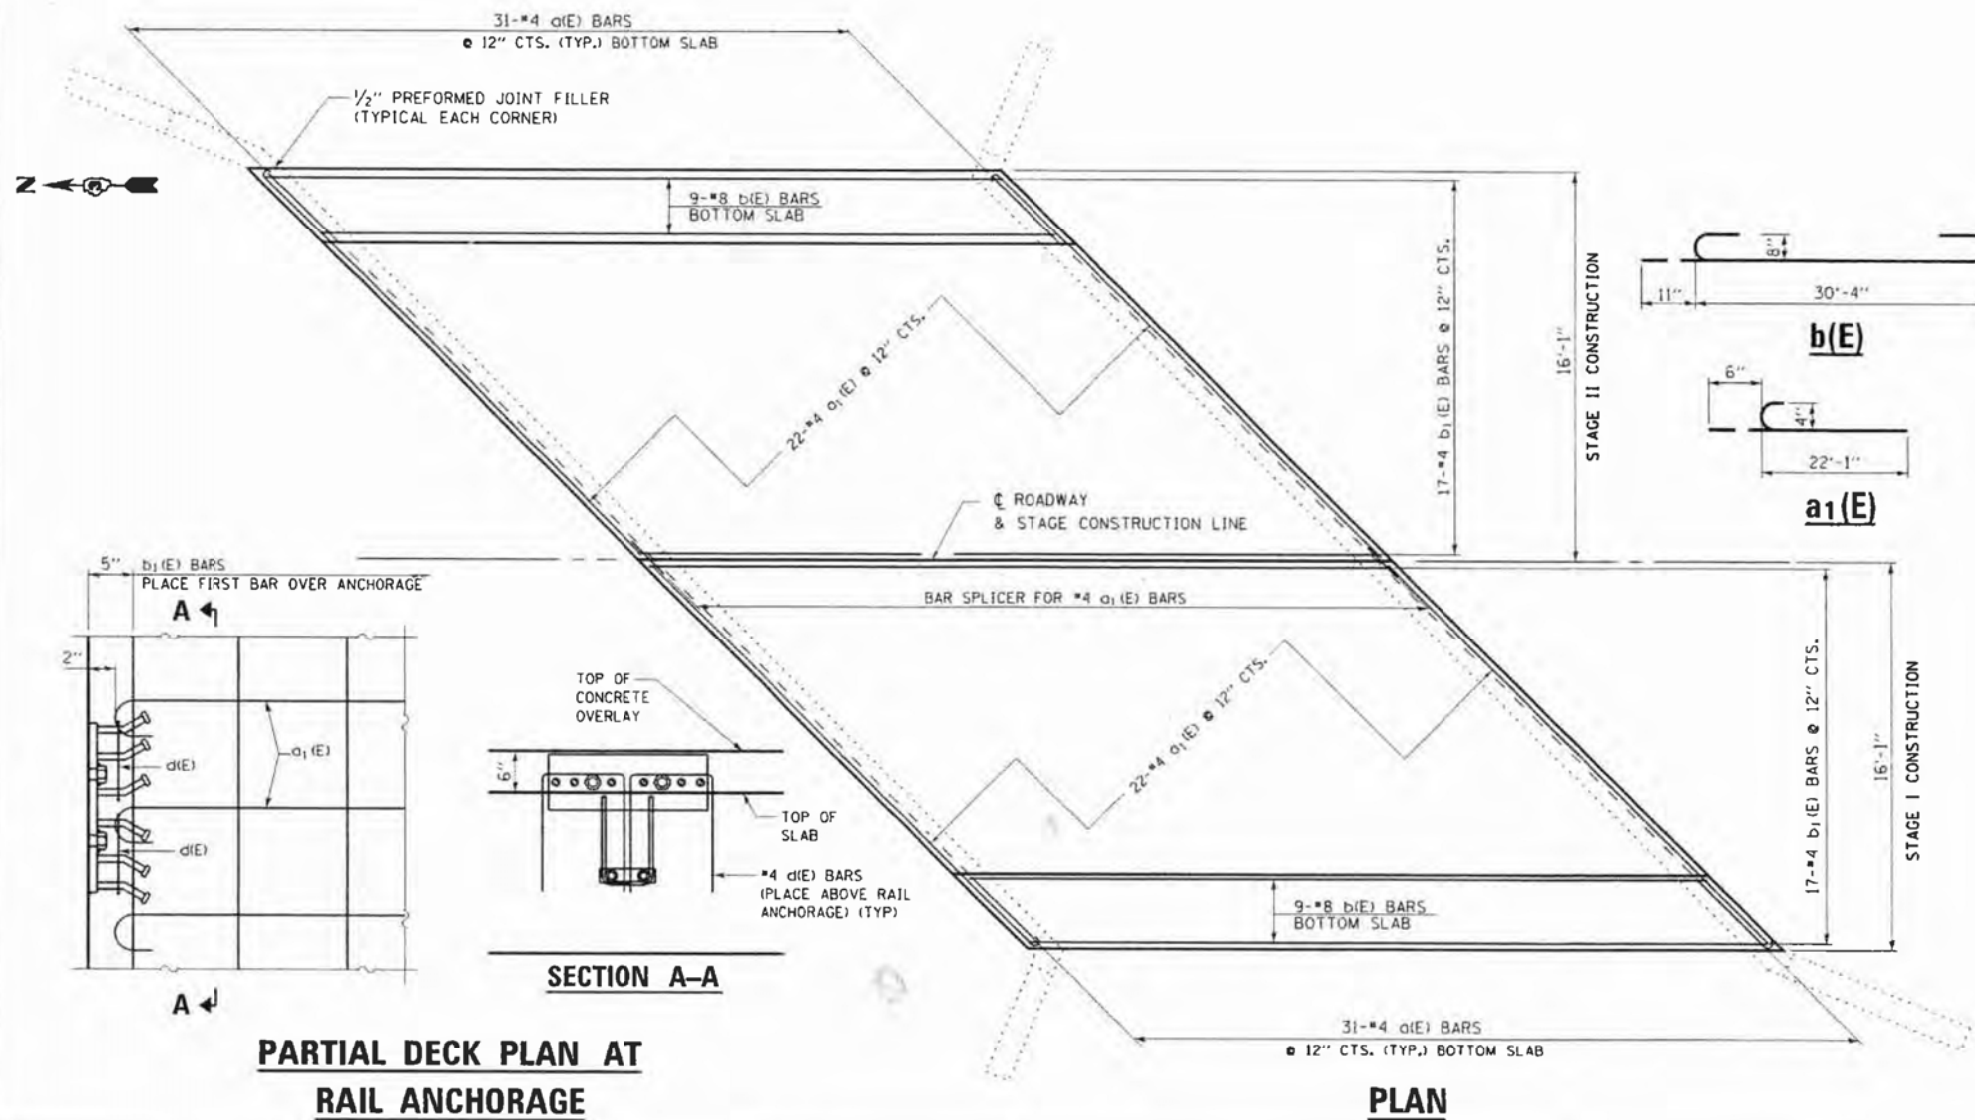 31-#4 a(E) BARS
@ 12" CTS. (TYP.) BOTTOM SLAB
1/2" PREFORMED JOINT FILLER
(TYPICAL EACH CORNER)
N
9-#8 b(E) BARS
BOTTOM SLAB
22-#4 a1(E) @ 12" CTS.
17-#4 b1(E) BARS @ 12" CTS.
16'-1"
STAGE II CONSTRUCTION
8"
11"
30'-4"
b(E)
6"
4"
22'-1"
a1(E)
℄ ROADWAY
& STAGE CONSTRUCTION LINE
BAR SPLICER FOR #4 a1(E) BARS
5"
b1(E) BARS
PLACE FIRST BAR OVER ANCHORAGE
A
2"
a1(E)
d(E)
d(E)
A
PARTIAL DECK PLAN AT
RAIL ANCHORAGE
TOP OF
CONCRETE
OVERLAY
6"
TOP OF
SLAB
#4 d(E) BARS
(PLACE ABOVE RAIL
ANCHORAGE) (TYP)
SECTION A-A
22-#4 a1(E) @ 12" CTS.
17-#4 b1(E) BARS @ 12" CTS.
16'-1"
STAGE I CONSTRUCTION
9-#8 b(E) BARS
BOTTOM SLAB
31-#4 a(E) BARS
@ 12" CTS. (TYP.) BOTTOM SLAB
PLAN